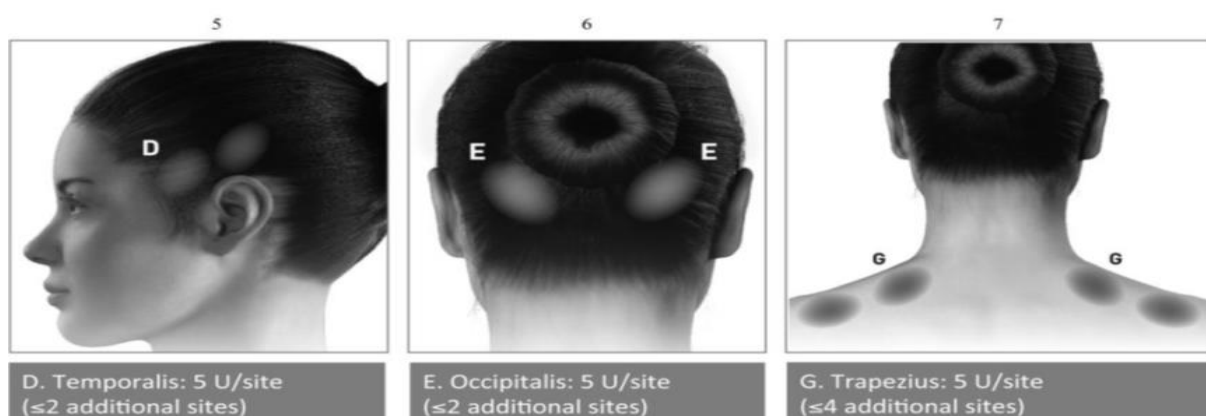 5
6
7
D
E
E
G
G
D. Temporalis: 5 U/site
(≤2 additional sites)
E. Occipitalis: 5 U/site
(≤2 additional sites)
G. Trapezius: 5 U/site
(≤4 additional sites)